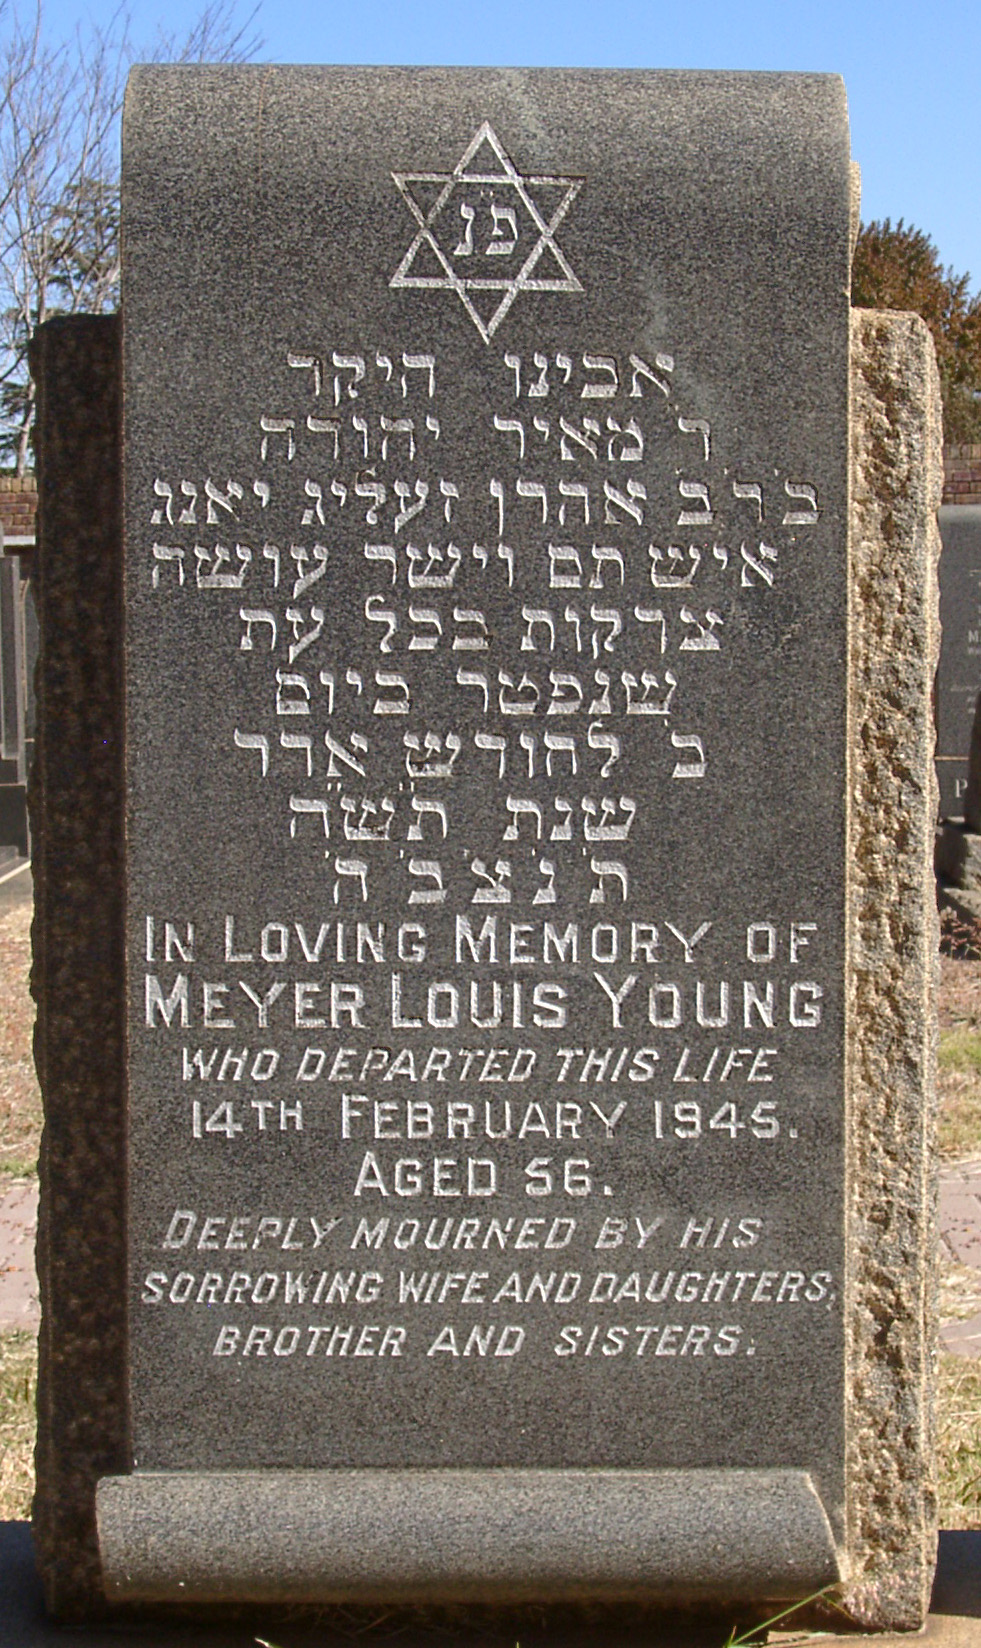 פ״נ
אבינו היקר
ר׳ מאיר יהודה
ב׳ר׳ב׳ אהרן זעליג יאנג
איש תם וישר עושה
צדקות בכל עת
שנפטר ביום
ב׳ לחודש אדר
שנת תש״ה
ת׳נ׳צ׳ב׳ה׳
IN LOVING MEMORY OF
MEYER LOUIS YOUNG
WHO DEPARTED THIS LIFE
14TH FEBRUARY 1945.
AGED 56.
DEEPLY MOURNED BY HIS
SORROWING WIFE AND DAUGHTERS,
BROTHER AND SISTERS.